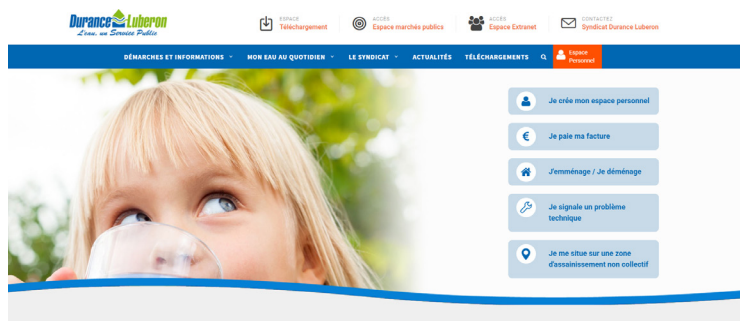 Durance Luberon
L'eau, un Service Public
ESPACE
Téléchargement
ACCÈS
Espace marchés publics
ACCÈS
Espace Extranet
CONTACTEZ
Syndicat Durance Luberon
DÉMARCHES ET INFORMATIONS
MON EAU AU QUOTIDIEN
LE SYNDICAT
ACTUALITÉS
TÉLÉCHARGEMENTS
Espace
Personnel
Je crée mon espace personnel
Je paie ma facture
J'emménage / Je déménage
Je signale un problème
technique
Je me situe sur une zone
d'assainissement non collectif